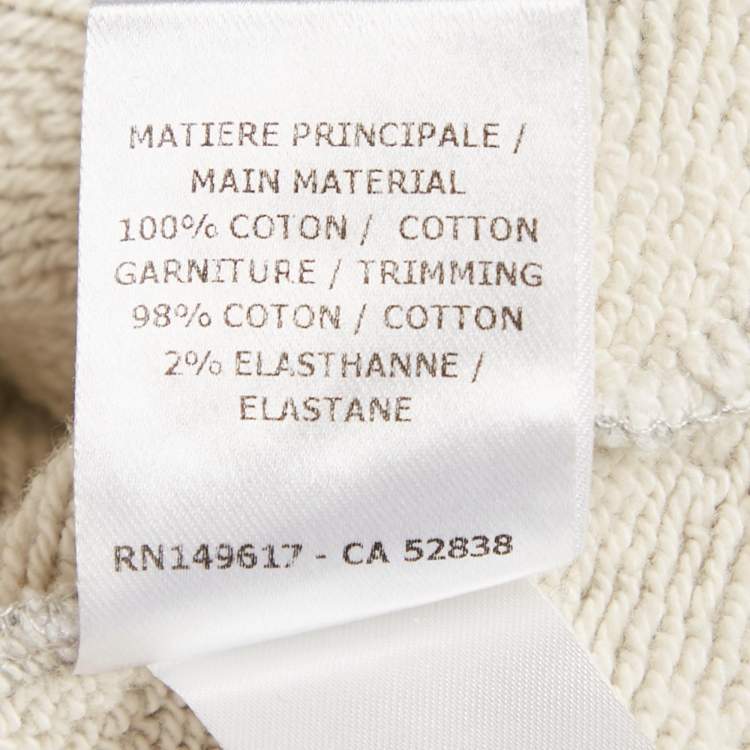 MATIERE PRINCIPALE /
MAIN MATERIAL
100% COTON / COTTON
GARNITURE / TRIMMING
98% COTON / COTTON
2% ELASTHANNE /
ELASTANE
RN149617 - CA 52838